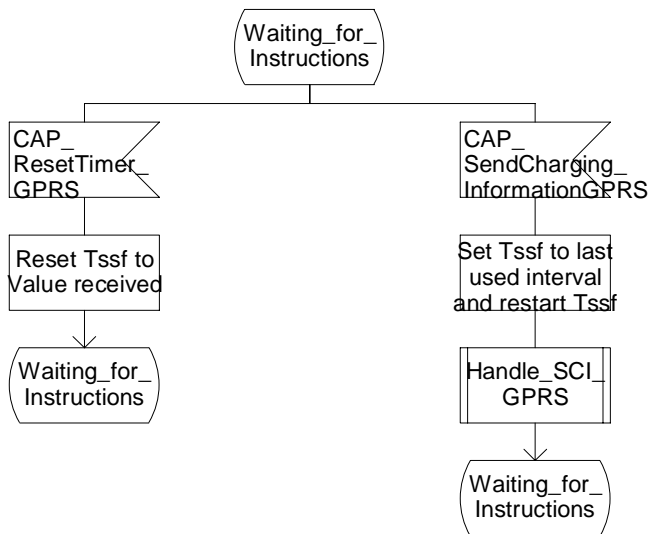 Waiting_for_
Instructions
CAP_
ResetTimer_
GPRS
CAP_
SendCharging_
InformationGPRS
Reset Tssf to
Value received
Set Tssf to last
used interval
and restart Tssf
Waiting_for_
Instructions
Handle_SCI_
GPRS
Waiting_for_
Instructions